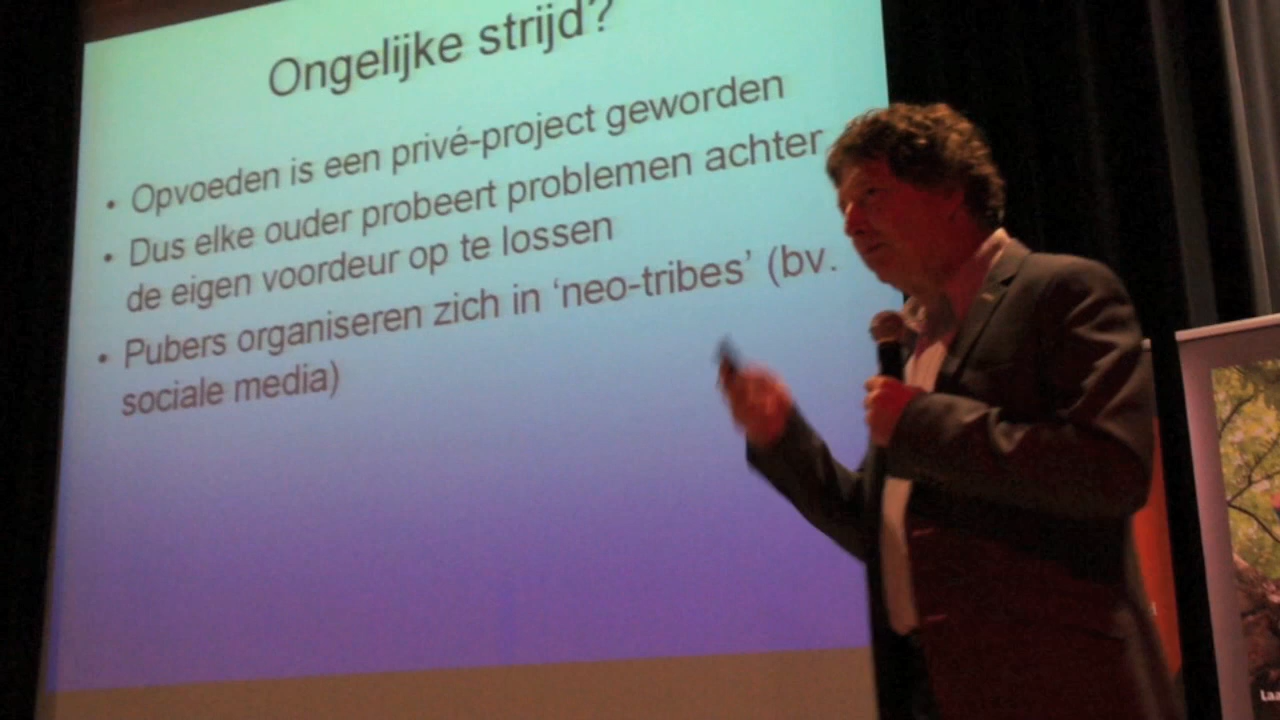 Ongelijke strijd?
• Opvoeden is een privé-project geworden
• Dus elke ouder probeert problemen achter
de eigen voordeur op te lossen
• Pubers organiseren zich in ‘neo-tribes’ (bv.
sociale media)